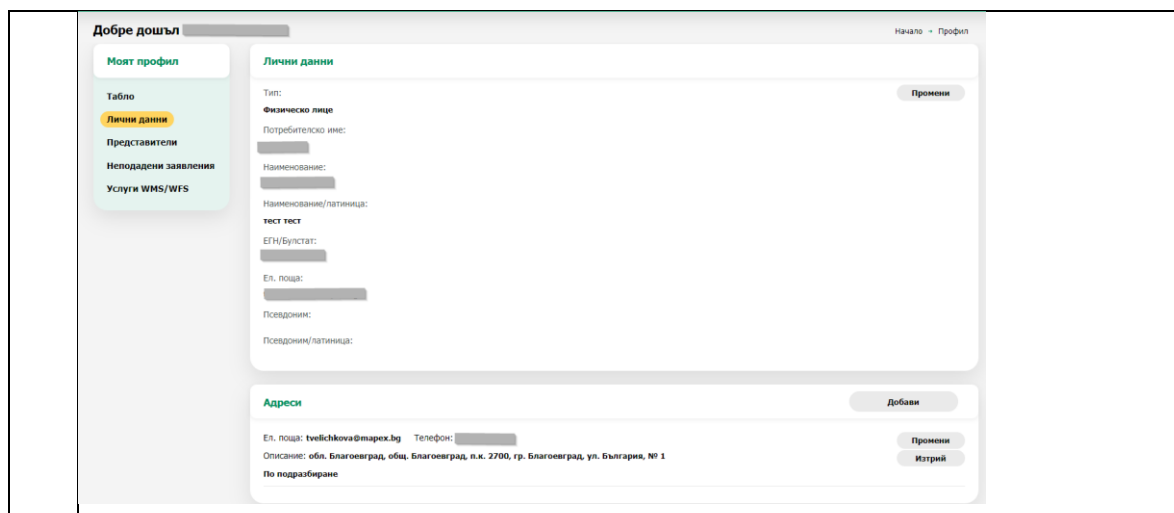 Добре дошъл
Начало → Профил
Моят профил
Табло
Лични данни
Представители
Неподадени заявления
Услуги WMS/WFS
Лични данни
Промени
Тип:
Физическо лице
Потребителско име:
Наименование:
Наименование/латиница:
тест тест
ЕГН/Булстат:
Ел. поща:
Псевдоним:
Псевдоним/латиница:
Адреси
Добави
Ел. поща: tvelichkova@mapex.bg Телефон:
Промени
Описание: обл. Благоевград, общ. Благоевград, п.к. 2700, гр. Благоевград, ул. България, № 1
Изтрий
По подразбиране